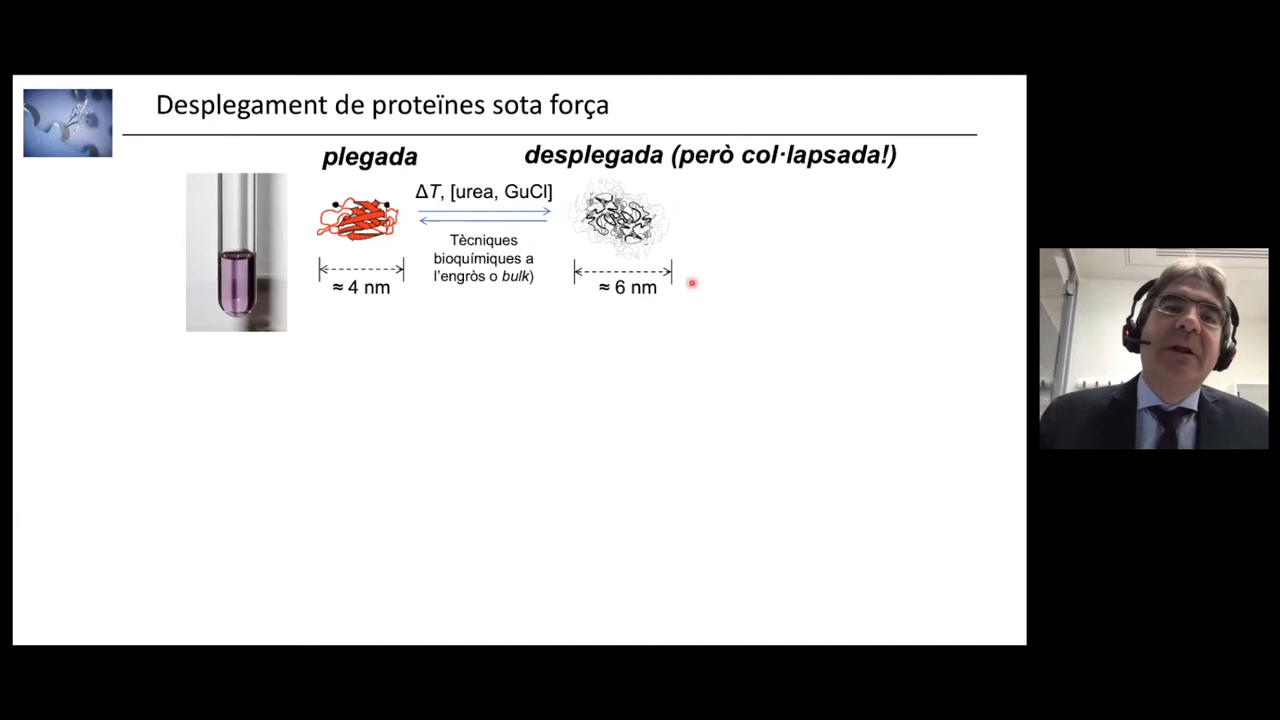 Desplegament de proteïnes sota força
plegada
desplegada (però col·lapsada!)
ΔT, [urea, GuCl]
Tècniques
bioquímiques a
l'engròs o bulk)
≈ 4 nm
≈ 6 nm